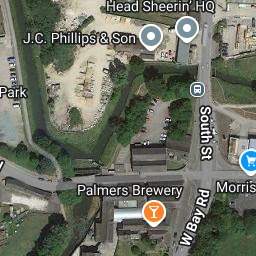 Head Sheerin' HQ
J.C. Phillips & Son
Park
South St
Palmers Brewery
Morris
W Bay Rd